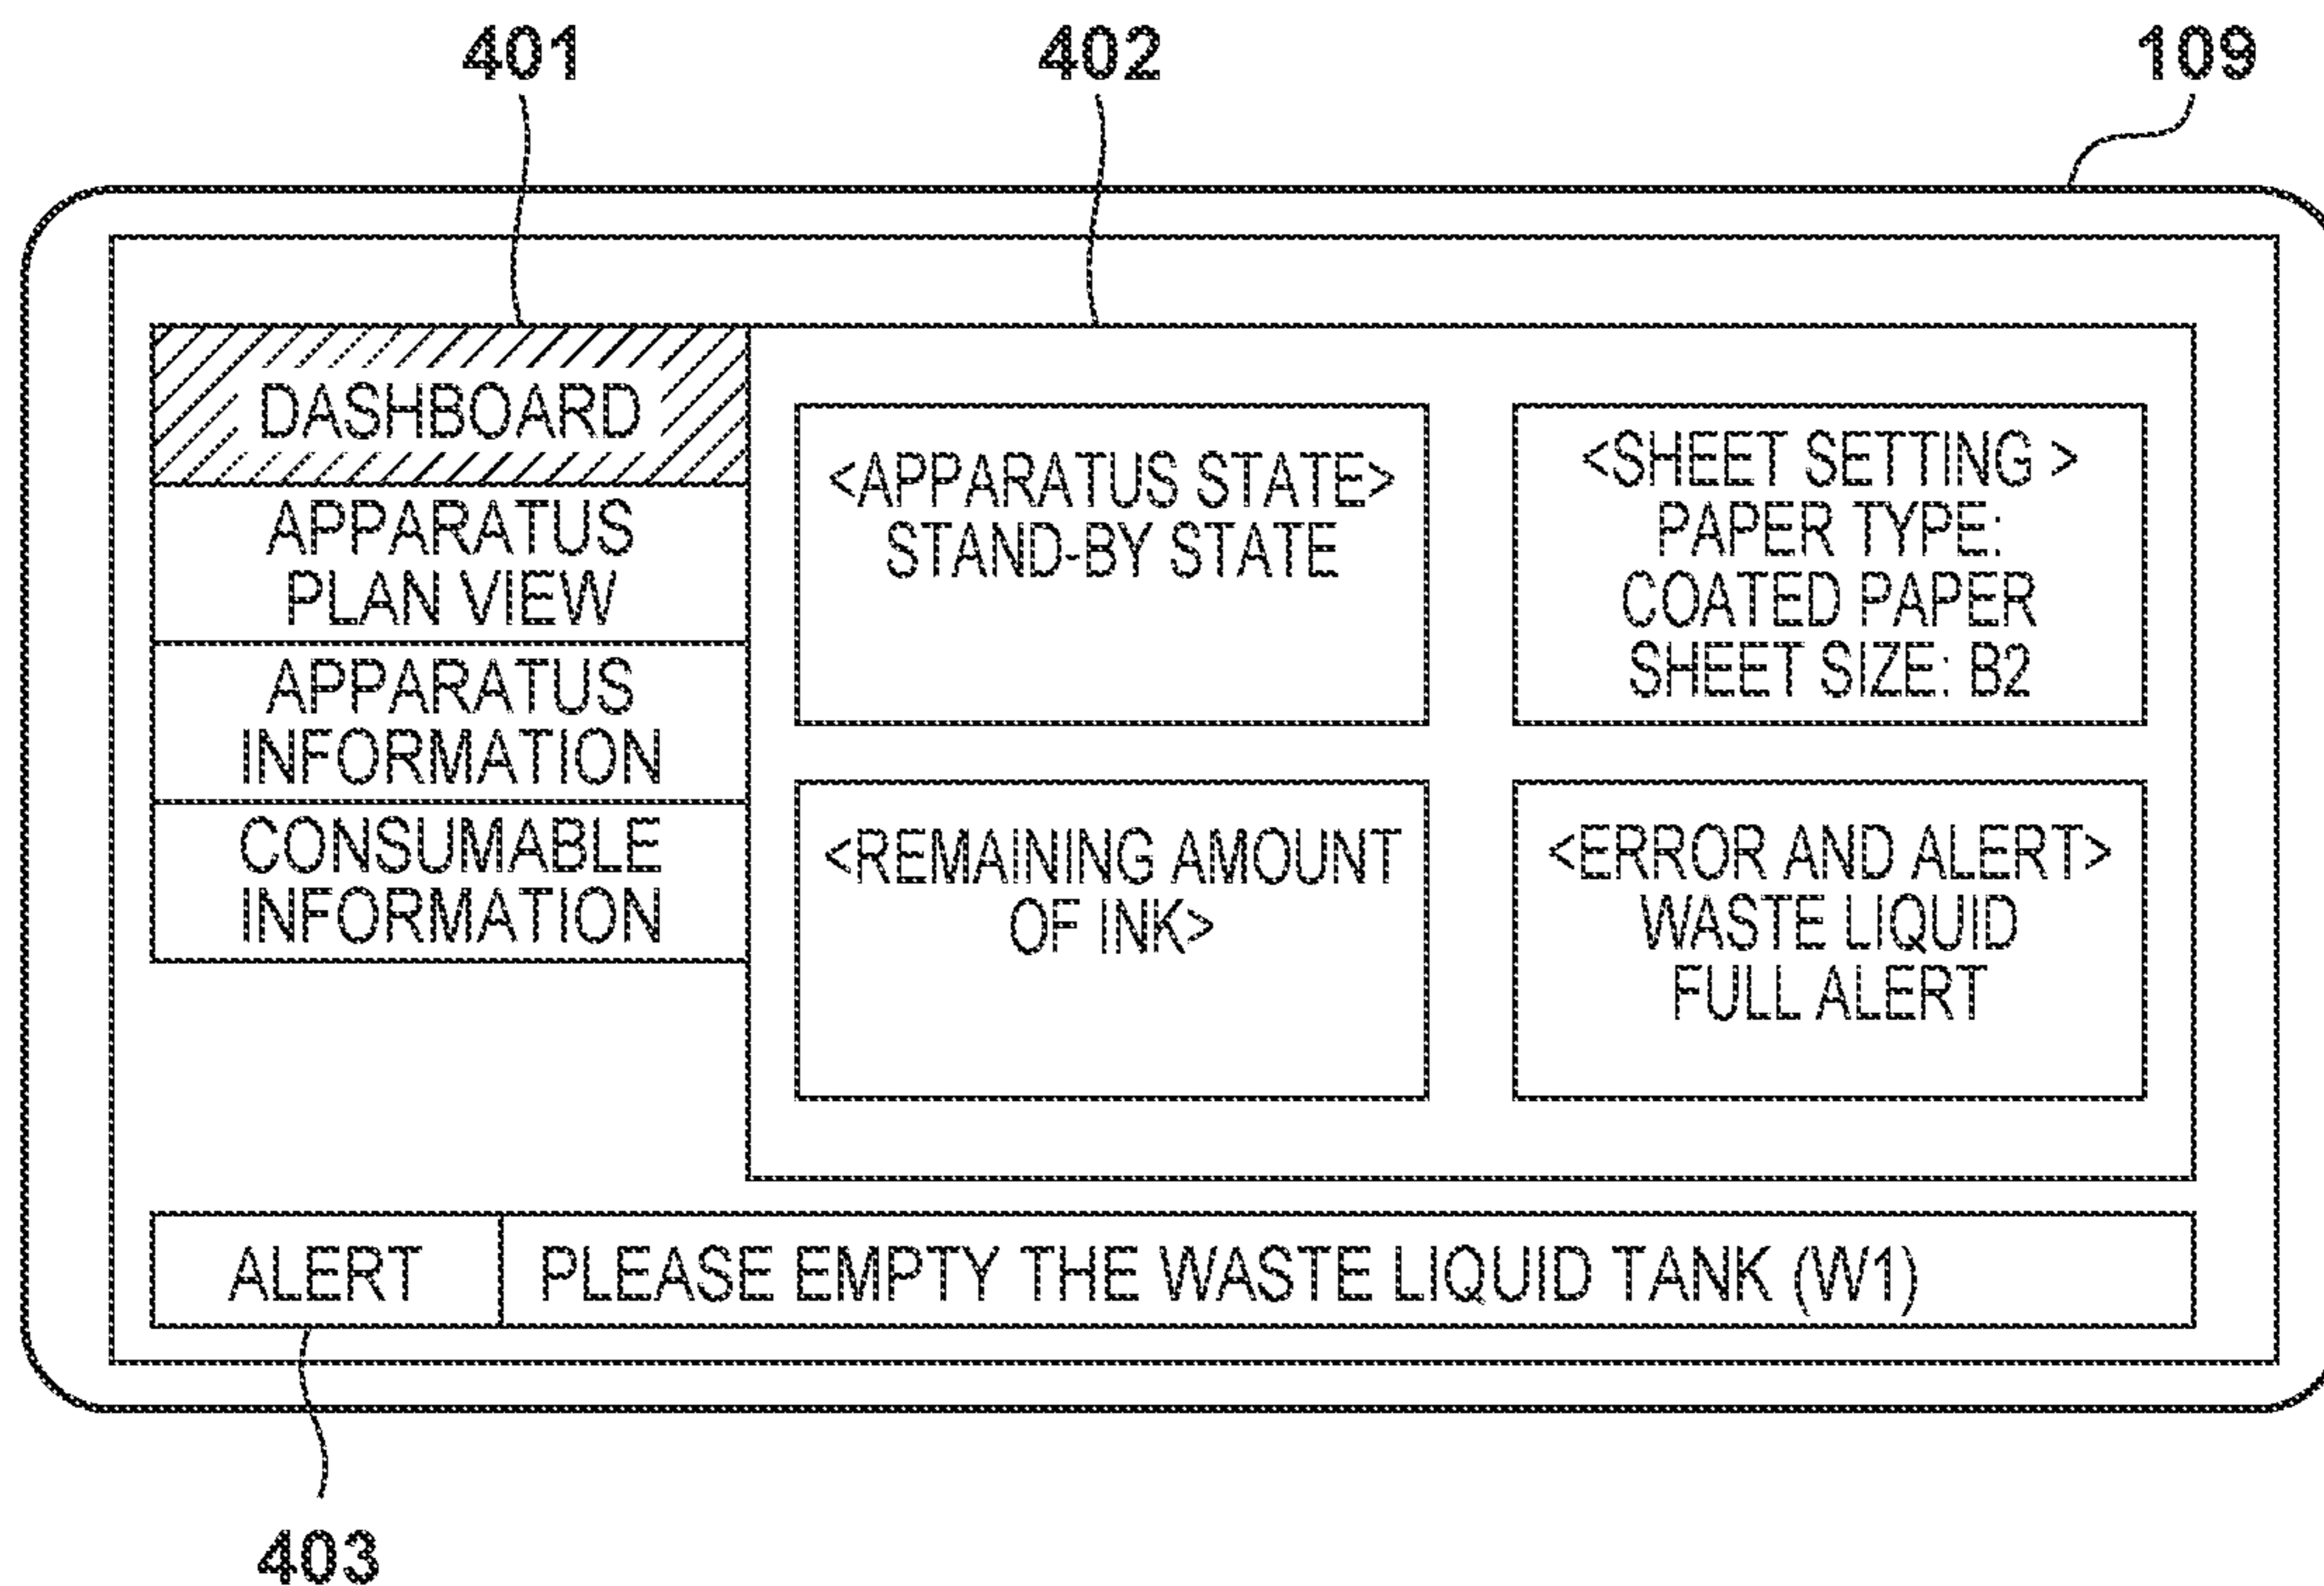 401
402
109
DASHBOARD
APPARATUS
PLAN VIEW
APPARATUS
INFORMATION
CONSUMABLE
INFORMATION
<APPARATUS STATE>
STAND-BY STATE
<SHEET SETTING >
PAPER TYPE:
COATED PAPER
SHEET SIZE: B2
<REMAINING AMOUNT
OF INK>
<ERROR AND ALERT>
WASTE LIQUID
FULL ALERT
ALERT
PLEASE EMPTY THE WASTE LIQUID TANK (W1)
403